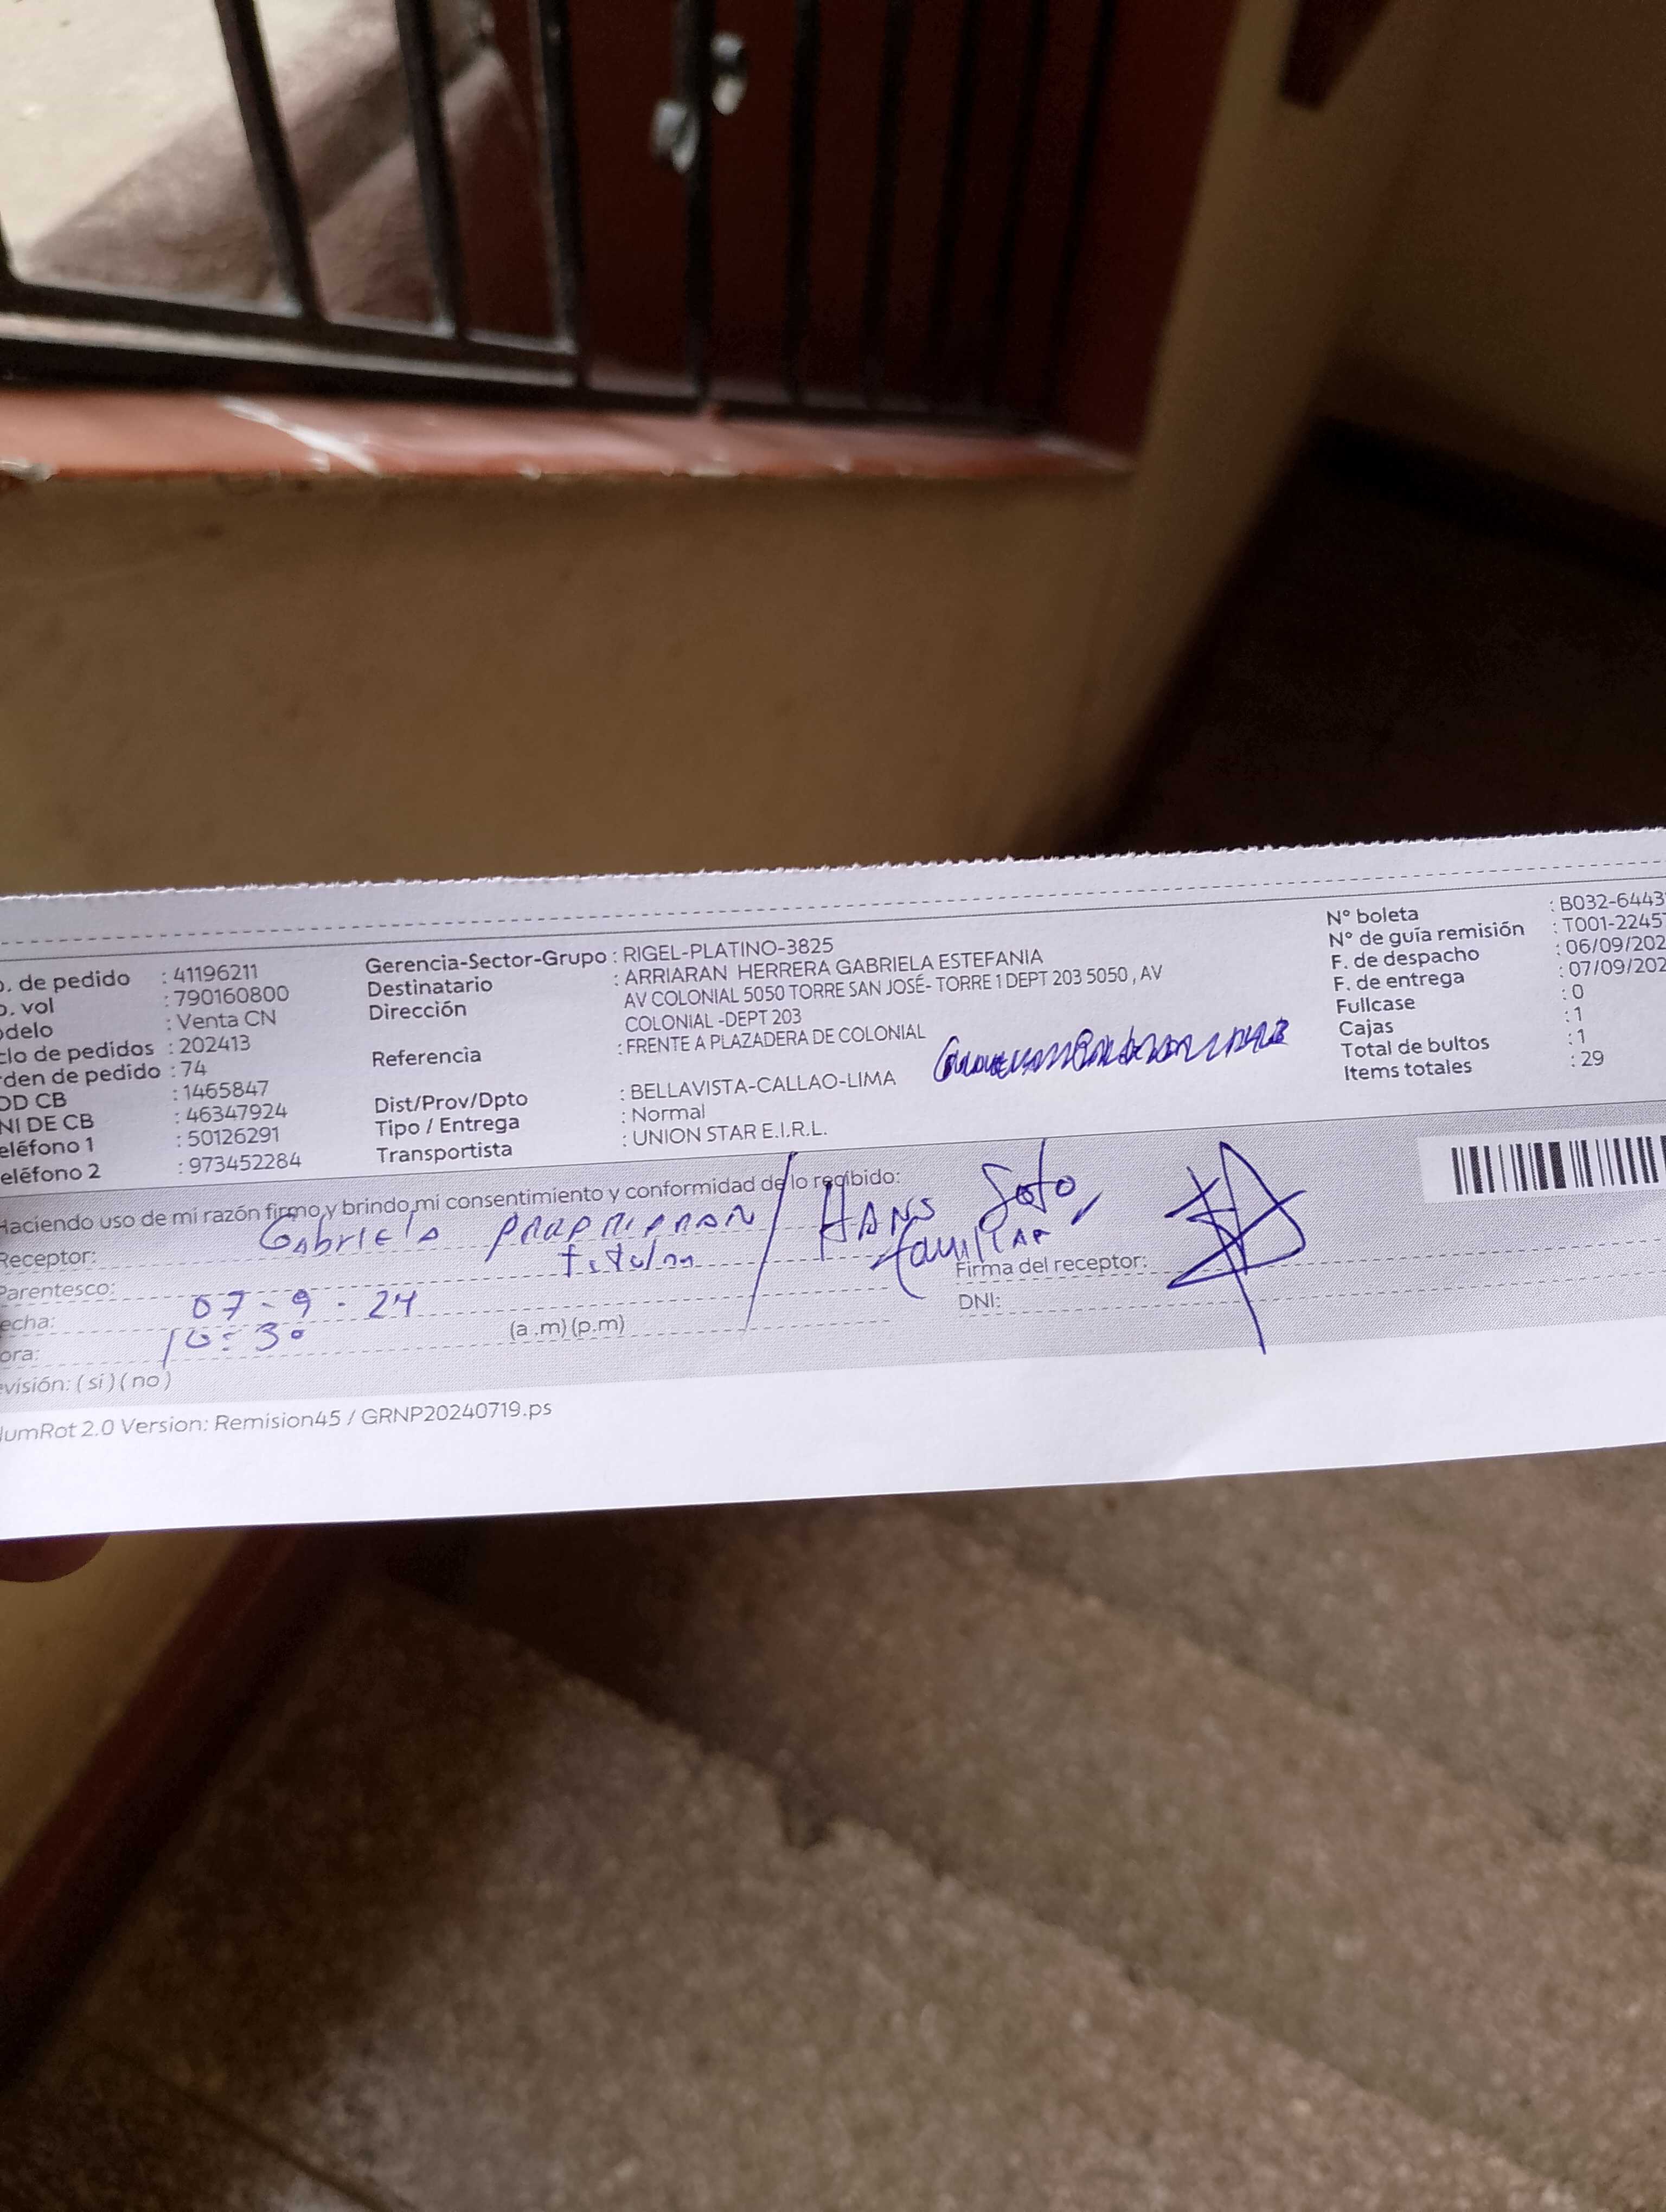 o. de pedido : 41196211
o. vol : 790160800
odelo : Venta CN
clo de pedidos : 202413
rden de pedido : 74
OD CB : 1465847
NI DE CB : 46347924
eléfono 1 : 50126291
eléfono 2 : 973452284
Gerencia-Sector-Grupo : RIGEL-PLATINO-3825
Destinatario : ARRIARAN HERRERA GABRIELA ESTEFANIA
Dirección AV COLONIAL 5050 TORRE SAN JOSÉ- TORRE 1 DEPT 203 5050 , AV
COLONIAL -DEPT 203
Referencia : FRENTE A PLAZADERA DE COLONIAL
Dist/Prov/Dpto : BELLAVISTA-CALLAO-LIMA
Tipo / Entrega : Normal
Transportista : UNION STAR E.I.R.L.
N° boleta : B032-6443
N° de guía remisión : T001-2245
F. de despacho : 06/09/202
F. de entrega : 07/09/202
Fullcase : 0
Cajas : 1
Total de bultos : 1
Items totales : 29
Haciendo uso de mi razón firmo y brindo mi consentimiento y conformidad de lo recibido:
Receptor: Gabriela / HANS Soto
Parentesco: titular familiar
Firma del receptor:
echa: 07-9-24
DNI:
ora: 10:30 (a .m) (p.m)
evisión: ( si ) ( no )
umRot 2.0 Version: Remision45 / GRNP20240719.ps